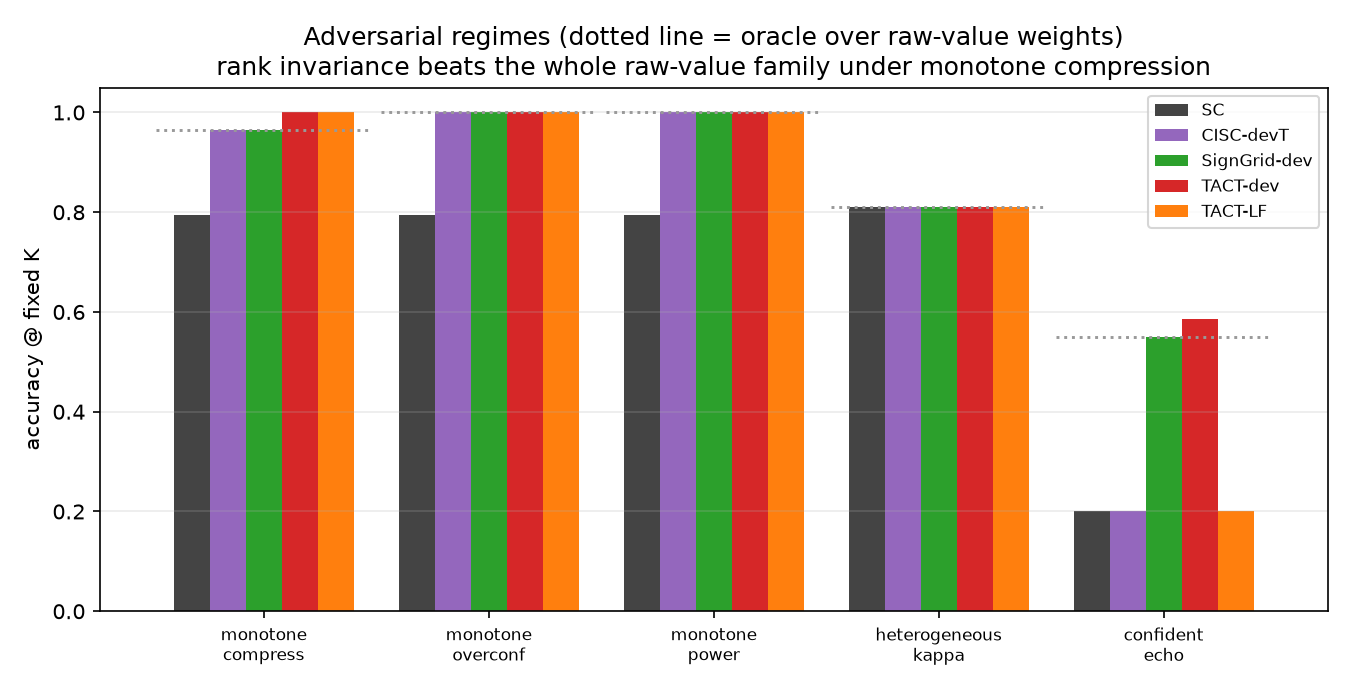 Adversarial regimes (dotted line = oracle over raw-value weights)
rank invariance beats the whole raw-value family under monotone compression
accuracy @ fixed K
1.0
0.8
0.6
0.4
0.2
0.0
SC
CISC-devT
SignGrid-dev
TACT-dev
TACT-LF
monotone
compress
monotone
overconf
monotone
power
heterogeneous
kappa
confident
echo